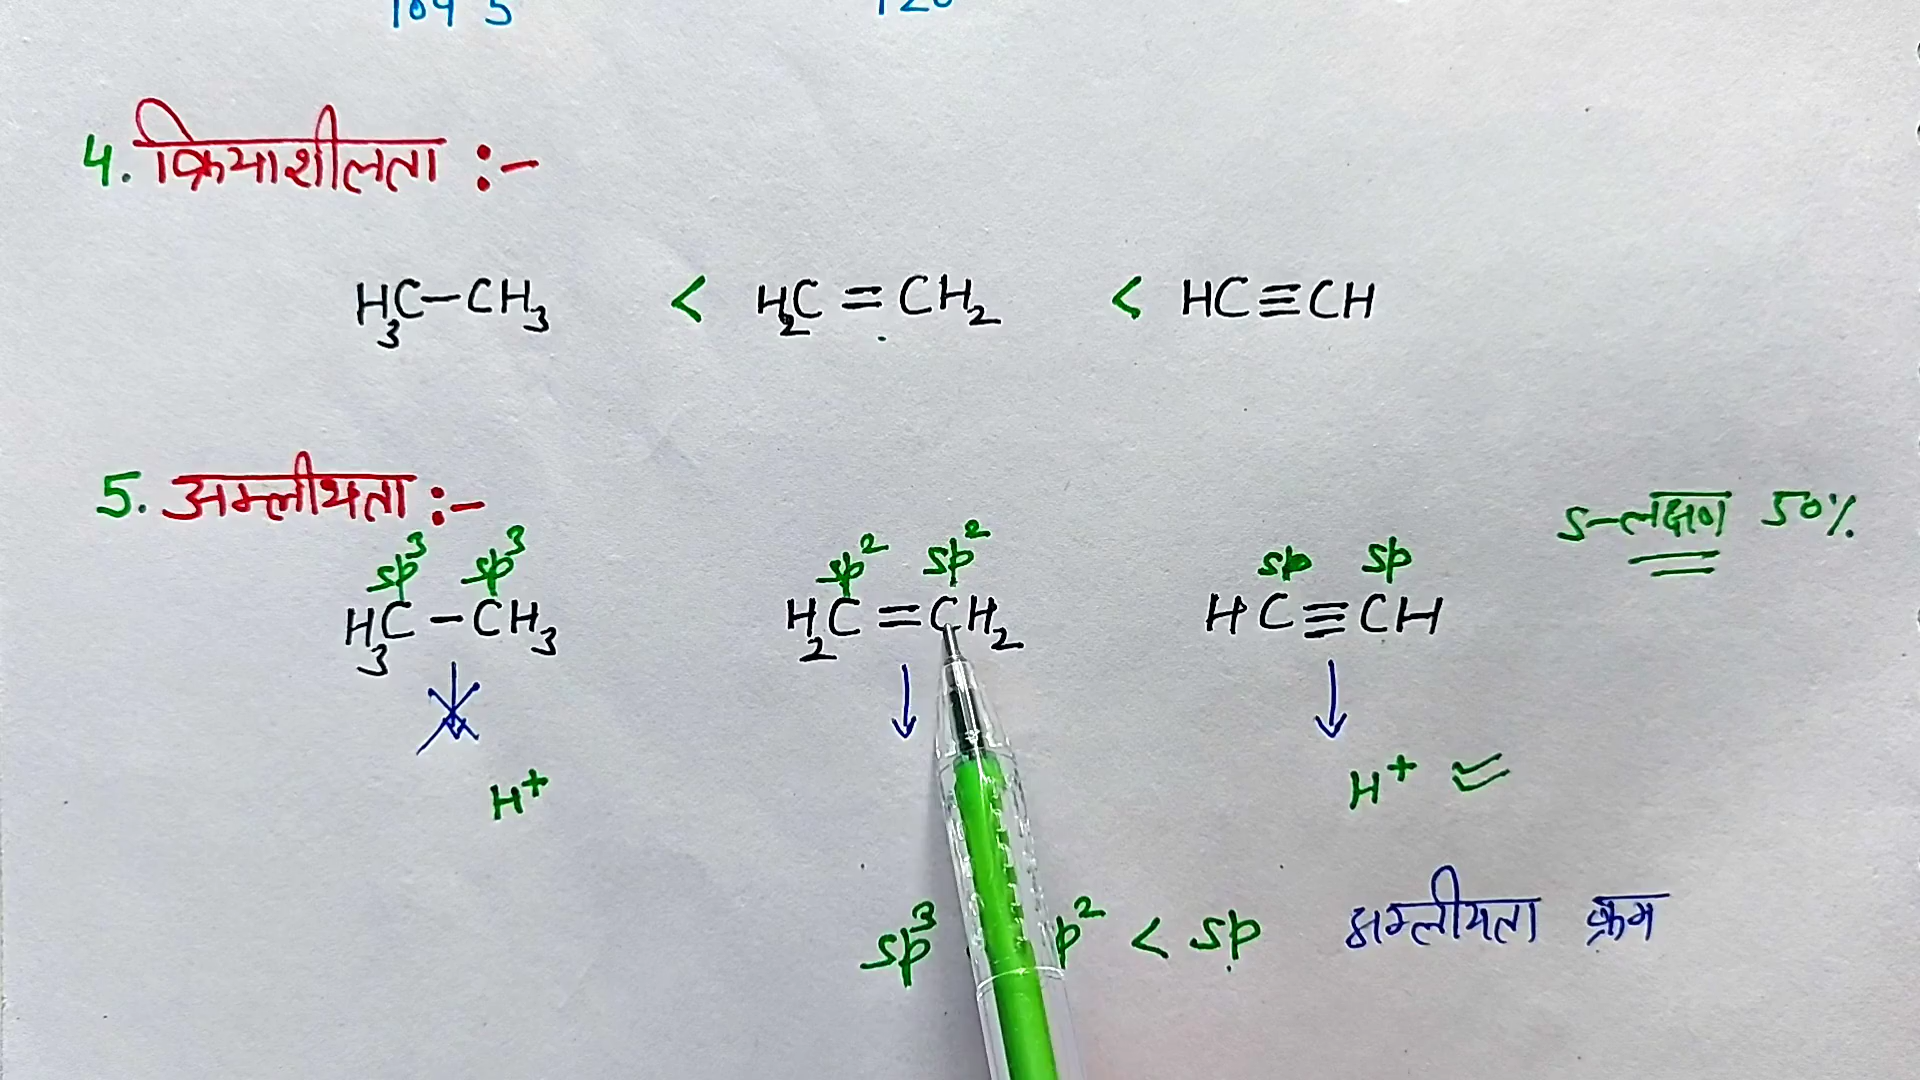 4. क्रियाशीलता :-
H₃C–CH₃ < H₂C=CH₂ < HC≡CH
5. अम्लीयता :-
s-लक्षण 50%
sp³ sp³ sp² sp² sp sp
H₃C–CH₃ H₂C=CH₂ HC≡CH
H⁺ H⁺
sp³ p² < sp अम्लीयता क्रम